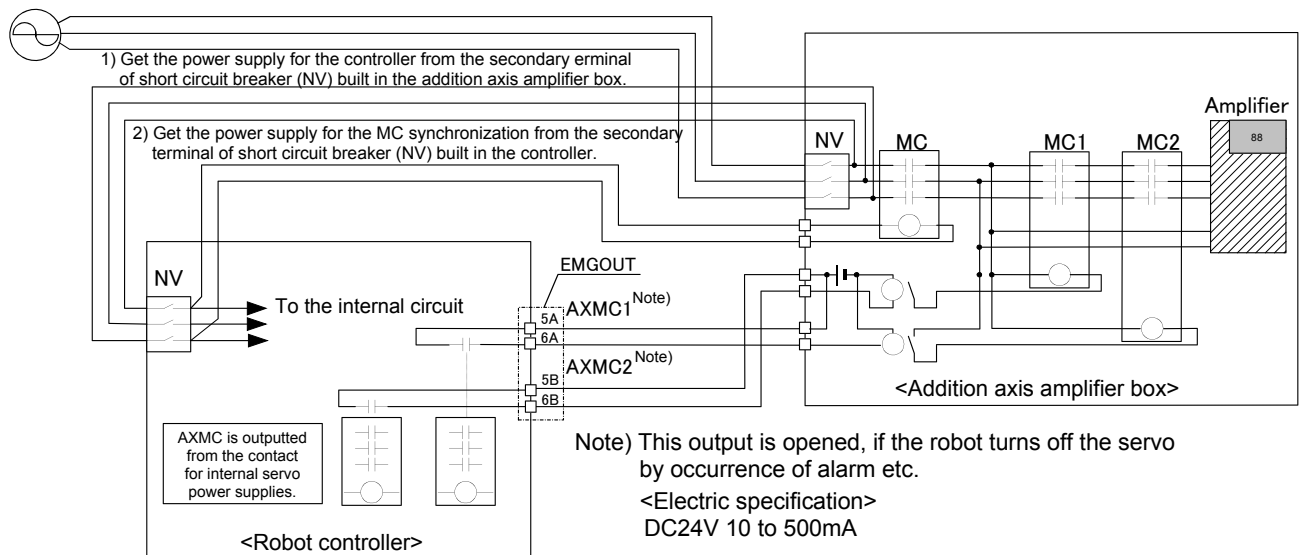 1) Get the power supply for the controller from the secondary erminal
of short circuit breaker (NV) built in the addition axis amplifier box.
2) Get the power supply for the MC synchronization from the secondary
terminal of short circuit breaker (NV) built in the controller.
Amplifier
88
NV
MC
MC1
MC2
NV
To the internal circuit
EMGOUT
5A
AXMC1 Note)
6A
AXMC2 Note)
5B
6B
<Addition axis amplifier box>
AXMC is outputted
from the contact
for internal servo
power supplies.
<Robot controller>
Note) This output is opened, if the robot turns off the servo
by occurrence of alarm etc.
<Electric specification>
DC24V 10 to 500mA